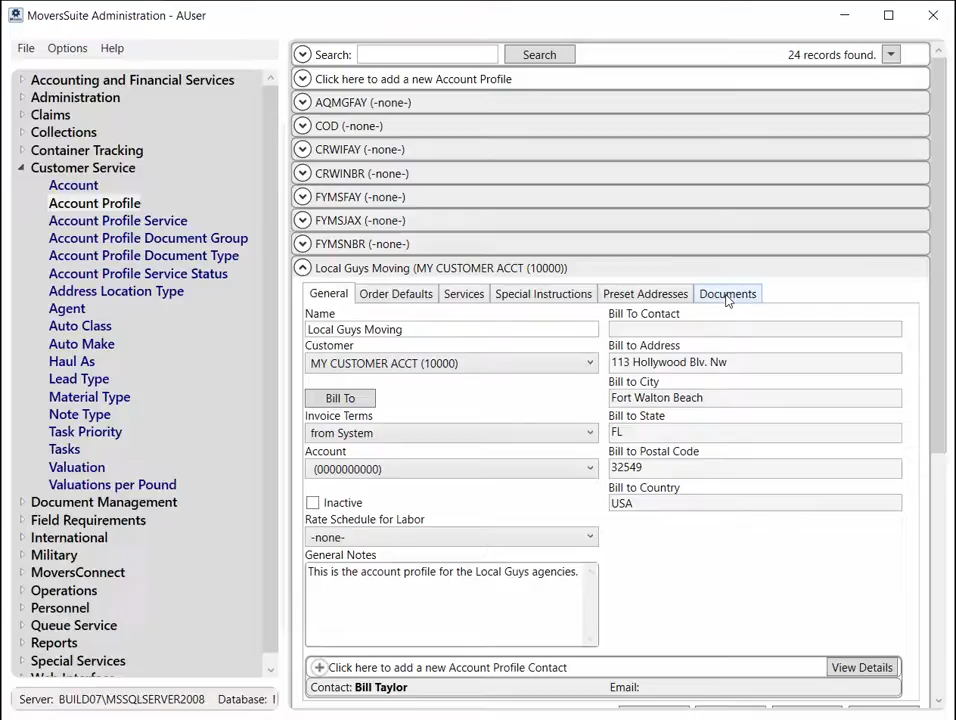 MoversSuite Administration - AUser
File Options Help
Accounting and Financial Services
Administration
Claims
Collections
Container Tracking
Customer Service
Account
Account Profile
Account Profile Service
Account Profile Document Group
Account Profile Document Type
Account Profile Service Status
Address Location Type
Agent
Auto Class
Auto Make
Haul As
Lead Type
Material Type
Note Type
Task Priority
Tasks
Valuation
Valuations per Pound
Document Management
Field Requirements
International
Military
MoversConnect
Operations
Personnel
Queue Service
Reports
Special Services
Server: BUILD07\MSSQLSERVER2008 Database:
Search: Search 24 records found.
Click here to add a new Account Profile
AQMGFAY (-none-)
COD (-none-)
CRWIFAY (-none-)
CRWINBR (-none-)
FYMSFAY (-none-)
FYMSJAX (-none-)
FYMSNBR (-none-)
Local Guys Moving (MY CUSTOMER ACCT (10000))
General Order Defaults Services Special Instructions Preset Addresses Documents
Name
Local Guys Moving
Customer
MY CUSTOMER ACCT (10000)
Bill To
Invoice Terms
from System
Account
(0000000000)
Inactive
Rate Schedule for Labor
-none-
General Notes
This is the account profile for the Local Guys agencies.
Bill To Contact
Bill to Address
113 Hollywood Blv. Nw
Bill to City
Fort Walton Beach
Bill to State
FL
Bill to Postal Code
32549
Bill to Country
USA
Click here to add a new Account Profile Contact View Details
Contact: Bill Taylor Email: